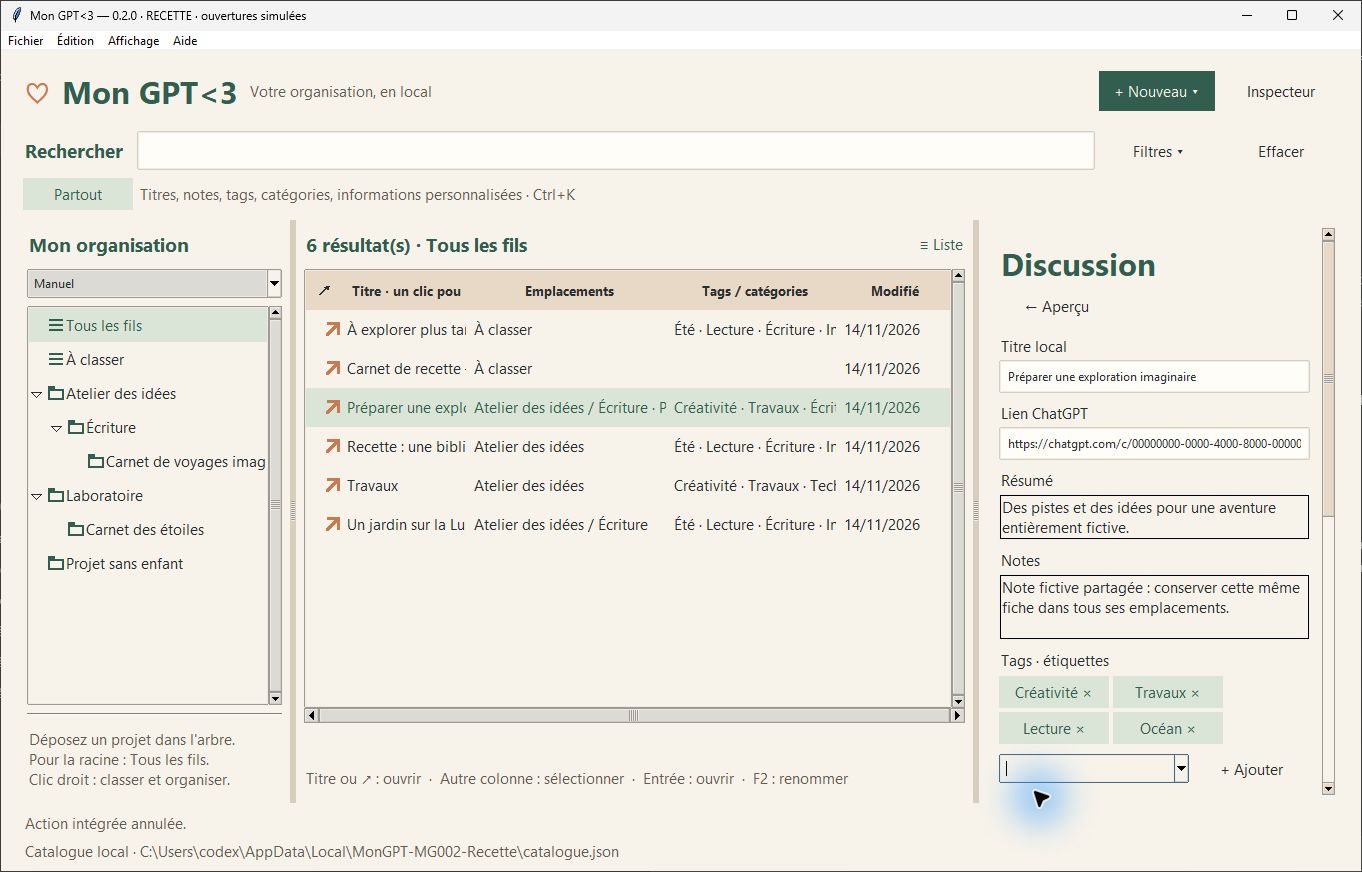 Mon GPT<3 — 0.2.0 · RECETTE · ouvertures simulées
Fichier Édition Affichage Aide
♡ Mon GPT<3 Votre organisation, en local
+ Nouveau ▾ Inspecteur
Rechercher
Filtres ▾ Effacer
Partout Titres, notes, tags, catégories, informations personnalisées · Ctrl+K
Mon organisation
Manuel
Tous les fils
À classer
Atelier des idées
Écriture
Carnet de voyages imag
Laboratoire
Carnet des étoiles
Projet sans enfant
Déposez un projet dans l'arbre.
Pour la racine : Tous les fils.
Clic droit : classer et organiser.
6 résultat(s) · Tous les fils
≡ Liste
↗ Titre · un clic pou Emplacements Tags / catégories Modifié
À explorer plus tar À classer Été · Lecture · Écriture · Ir 14/11/2026
Carnet de recette · À classer 14/11/2026
Préparer une explo Atelier des idées / Écriture · P Créativité · Travaux · Écrit 14/11/2026
Recette : une bibli Atelier des idées Été · Lecture · Écriture · Ir 14/11/2026
Travaux Atelier des idées Créativité · Travaux · Tech 14/11/2026
Un jardin sur la Lu Atelier des idées / Écriture Été · Lecture · Écriture · Ir 14/11/2026
Titre ou ↗ : ouvrir · Autre colonne : sélectionner · Entrée : ouvrir · F2 : renommer
Discussion
← Aperçu
Titre local
Préparer une exploration imaginaire
Lien ChatGPT
https://chatgpt.com/c/00000000-0000-4000-8000-00000
Résumé
Des pistes et des idées pour une aventure
entièrement fictive.
Notes
Note fictive partagée : conserver cette même
fiche dans tous ses emplacements.
Tags · étiquettes
Créativité × Travaux ×
Lecture × Océan ×
+ Ajouter
Action intégrée annulée.
Catalogue local · C:\Users\codex\AppData\Local\MonGPT-MG002-Recette\catalogue.json